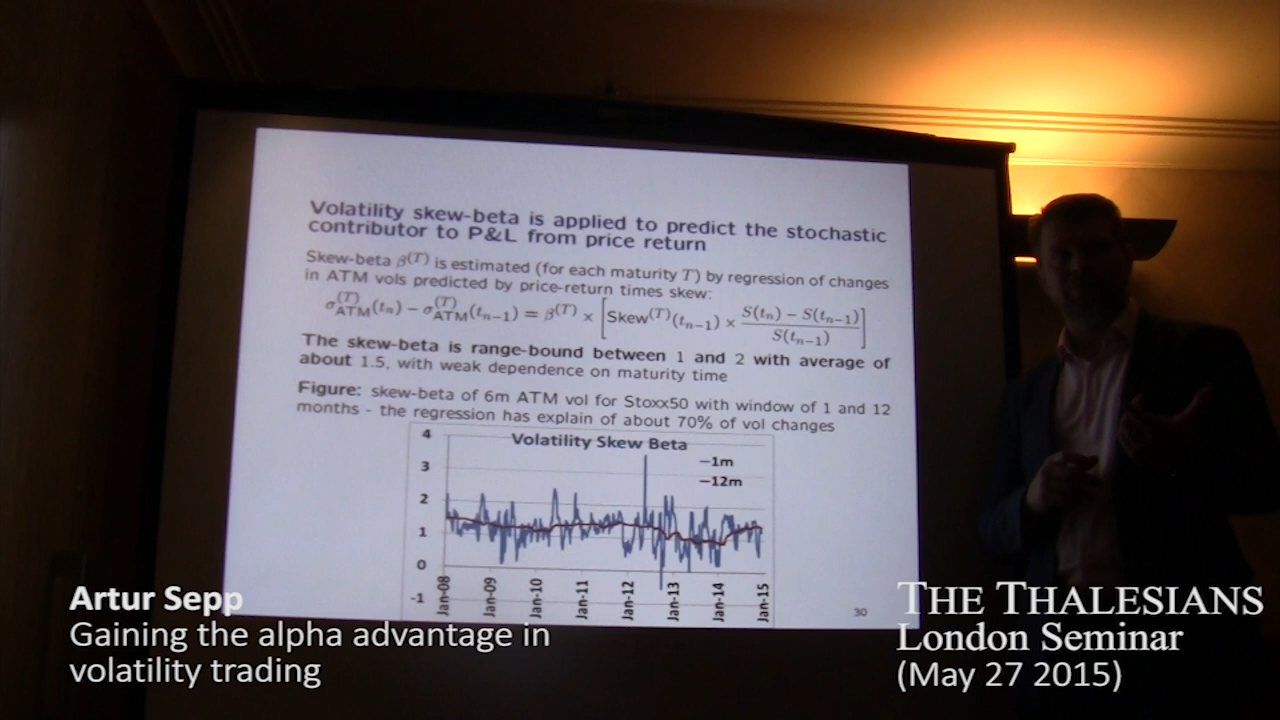 Volatility skew-beta is applied to predict the stochastic
contributor to P&L from price return
Skew-beta β^(T) is estimated (for each maturity T) by regression of changes
in ATM vols predicted by price-return times skew:
σ^(T)_ATM(t_n) − σ^(T)_ATM(t_{n−1}) = β^(T) × [Skew^(T)(t_{n−1}) × (S(t_n) − S(t_{n−1})) / S(t_{n−1})]
The skew-beta is range-bound between 1 and 2 with average of
about 1.5, with weak dependence on maturity time
Figure: skew-beta of 6m ATM vol for Stoxx50 with window of 1 and 12
months - the regression has explain of about 70% of vol changes
Volatility Skew Beta
4
3
2
1
0
-1
−1m
−12m
Jan-08
Jan-09
Jan-10
Jan-11
Jan-12
Jan-13
Jan-14
Jan-15
30
Artur Sepp
Gaining the alpha advantage in
volatility trading
THE THALESIANS
London Seminar
(May 27 2015)